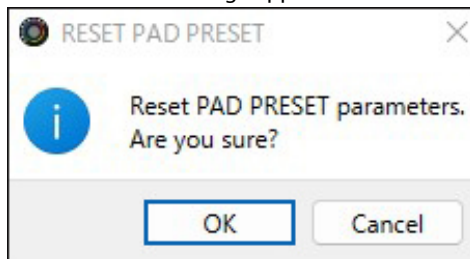 RESET PAD PRESET
Reset PAD PRESET parameters.
Are you sure?
OK
Cancel